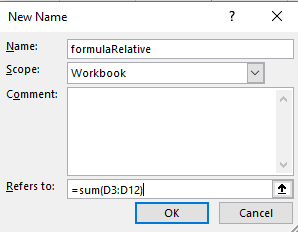 New Name
Name: formulaRelative
Scope: Workbook
Comment:
Refers to: =sum(D3:D12)
OK Cancel